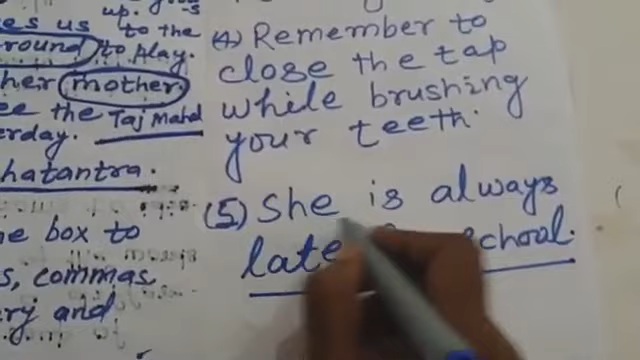 up.
es us to the
round to play.
her mother.
ee the Taj Mahal
erday.
hatantra.
e box to
s, commas
ry and
(4) Remember to
close the tap
while brushing
your teeth.
(5) She is always
late school.